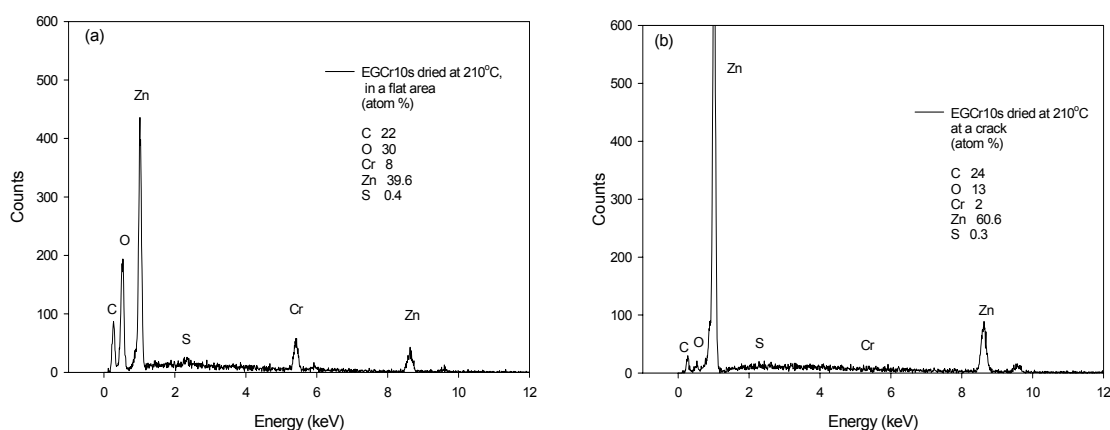 (a)
600
500
400
300
200
100
0
Counts
0 2 4 6 8 10 12
Energy (keV)
C
O
Zn
S
Cr
Zn
EGCr10s dried at 210°C,
in a flat area
(atom %)
C 22
O 30
Cr 8
Zn 39.6
S 0.4
(b)
600
500
400
300
200
100
0
Counts
0 2 4 6 8 10 12
Energy (keV)
C
O
Zn
S
Cr
Zn
EGCr10s dried at 210°C
at a crack
(atom %)
C 24
O 13
Cr 2
Zn 60.6
S 0.3